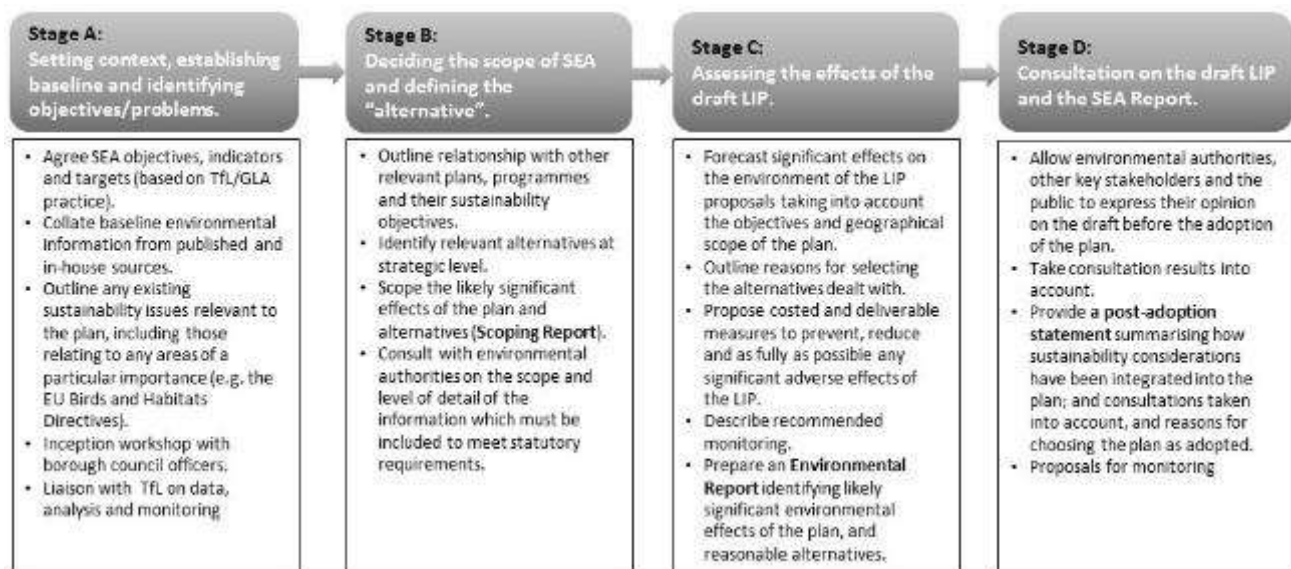 Stage A:
Setting context, establishing
baseline and identifying
objectives/problems.
• Agree SEA objectives, indicators
and targets (based on TfL/GLA
practice).
• Collate baseline environmental
information from published and
in-house sources.
• Outline any existing
sustainability issues relevant to
the plan, including those
relating to any areas of a
particular importance (e.g. the
EU Birds and Habitats
Directives).
• Inception workshop with
borough council officers.
• Liaison with TfL on data,
analysis and monitoring
Stage B:
Deciding the scope of SEA
and defining the
"alternative".
• Outline relationship with other
relevant plans, programmes
and their sustainability
objectives.
• Identify relevant alternatives at
strategic level.
• Scope the likely significant
effects of the plan and
alternatives (Scoping Report).
• Consult with environmental
authorities on the scope and
level of detail of the
information which must be
included to meet statutory
requirements.
Stage C:
Assessing the effects of the
draft LIP.
• Forecast significant effects on
the environment of the LIP
proposals taking into account
the objectives and geographical
scope of the plan.
• Outline reasons for selecting
the alternatives dealt with.
• Propose costed and deliverable
measures to prevent, reduce
and as fully as possible any
significant adverse effects of
the LIP.
• Describe recommended
monitoring.
• Prepare an Environmental
Report identifying likely
significant environmental
effects of the plan, and
reasonable alternatives.
Stage D:
Consultation on the draft LIP
and the SEA Report.
• Allow environmental authorities,
other key stakeholders and the
public to express their opinion
on the draft before the adoption
of the plan.
• Take consultation results into
account.
• Provide a post-adoption
statement summarising how
sustainability considerations
have been integrated into the
plan; and consultations taken
into account, and reasons for
choosing the plan as adopted.
• Proposals for monitoring